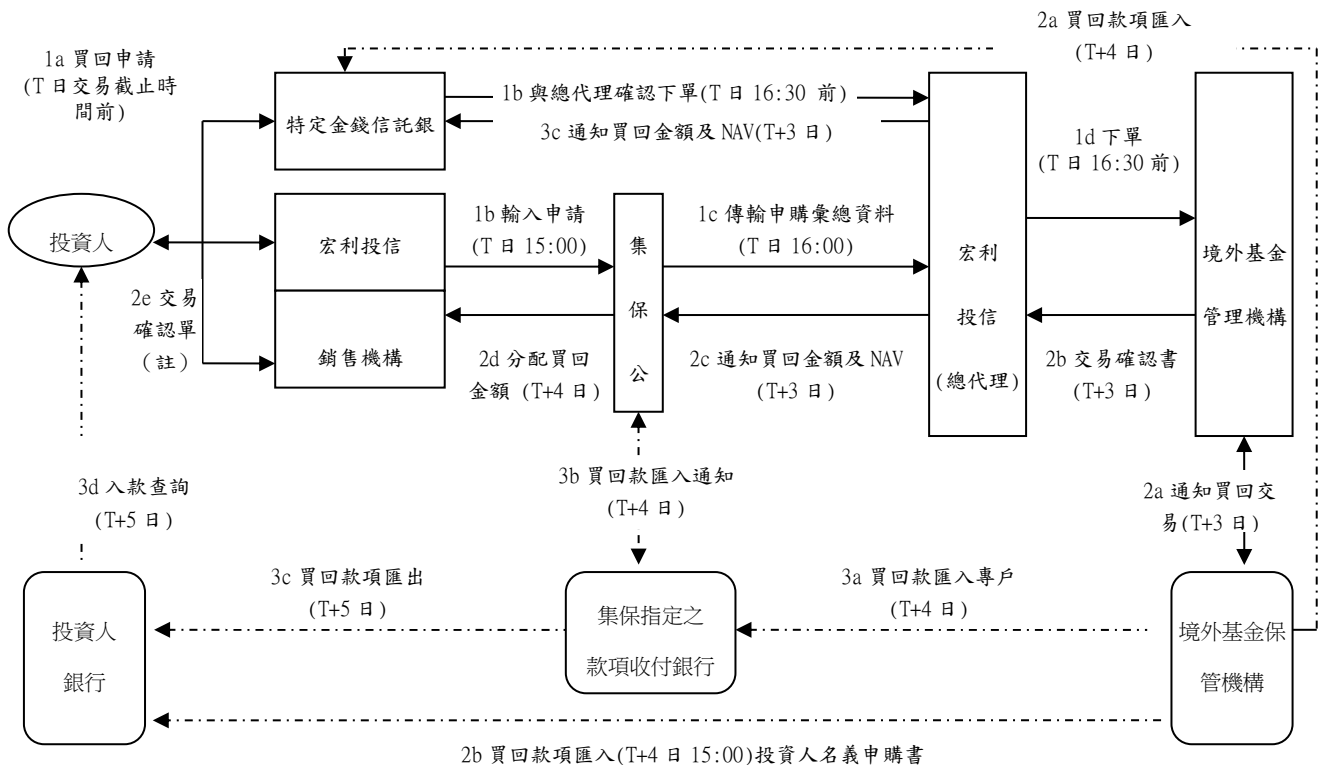 2a 買回款項匯入
(T+4 日)
1a 買回申請
(T 日交易截止時
間前)
特定金錢信託銀
1b 與總代理確認下單(T 日 16:30 前)
3c 通知買回金額及 NAV(T+3 日)
1d 下單
(T 日 16:30 前)
投資人
宏利投信
1b 輸入申請
(T 日 15:00)
集
保
公
1c 傳輸申購彙總資料
(T 日 16:00)
宏利
投信
(總代理)
境外基金
管理機構
2e 交易
確認單
(註)
銷售機構
2d 分配買回
金額 (T+4 日)
2c 通知買回金額及 NAV
(T+3 日)
2b 交易確認書
(T+3 日)
3d 入款查詢
(T+5 日)
3b 買回款匯入通知
(T+4 日)
2a 通知買回交
易(T+3 日)
投資人
銀行
3c 買回款項匯出
(T+5 日)
集保指定之
款項收付銀行
3a 買回款匯入專戶
(T+4 日)
境外基金保
管機構
2b 買回款項匯入(T+4 日 15:00)投資人名義申購書